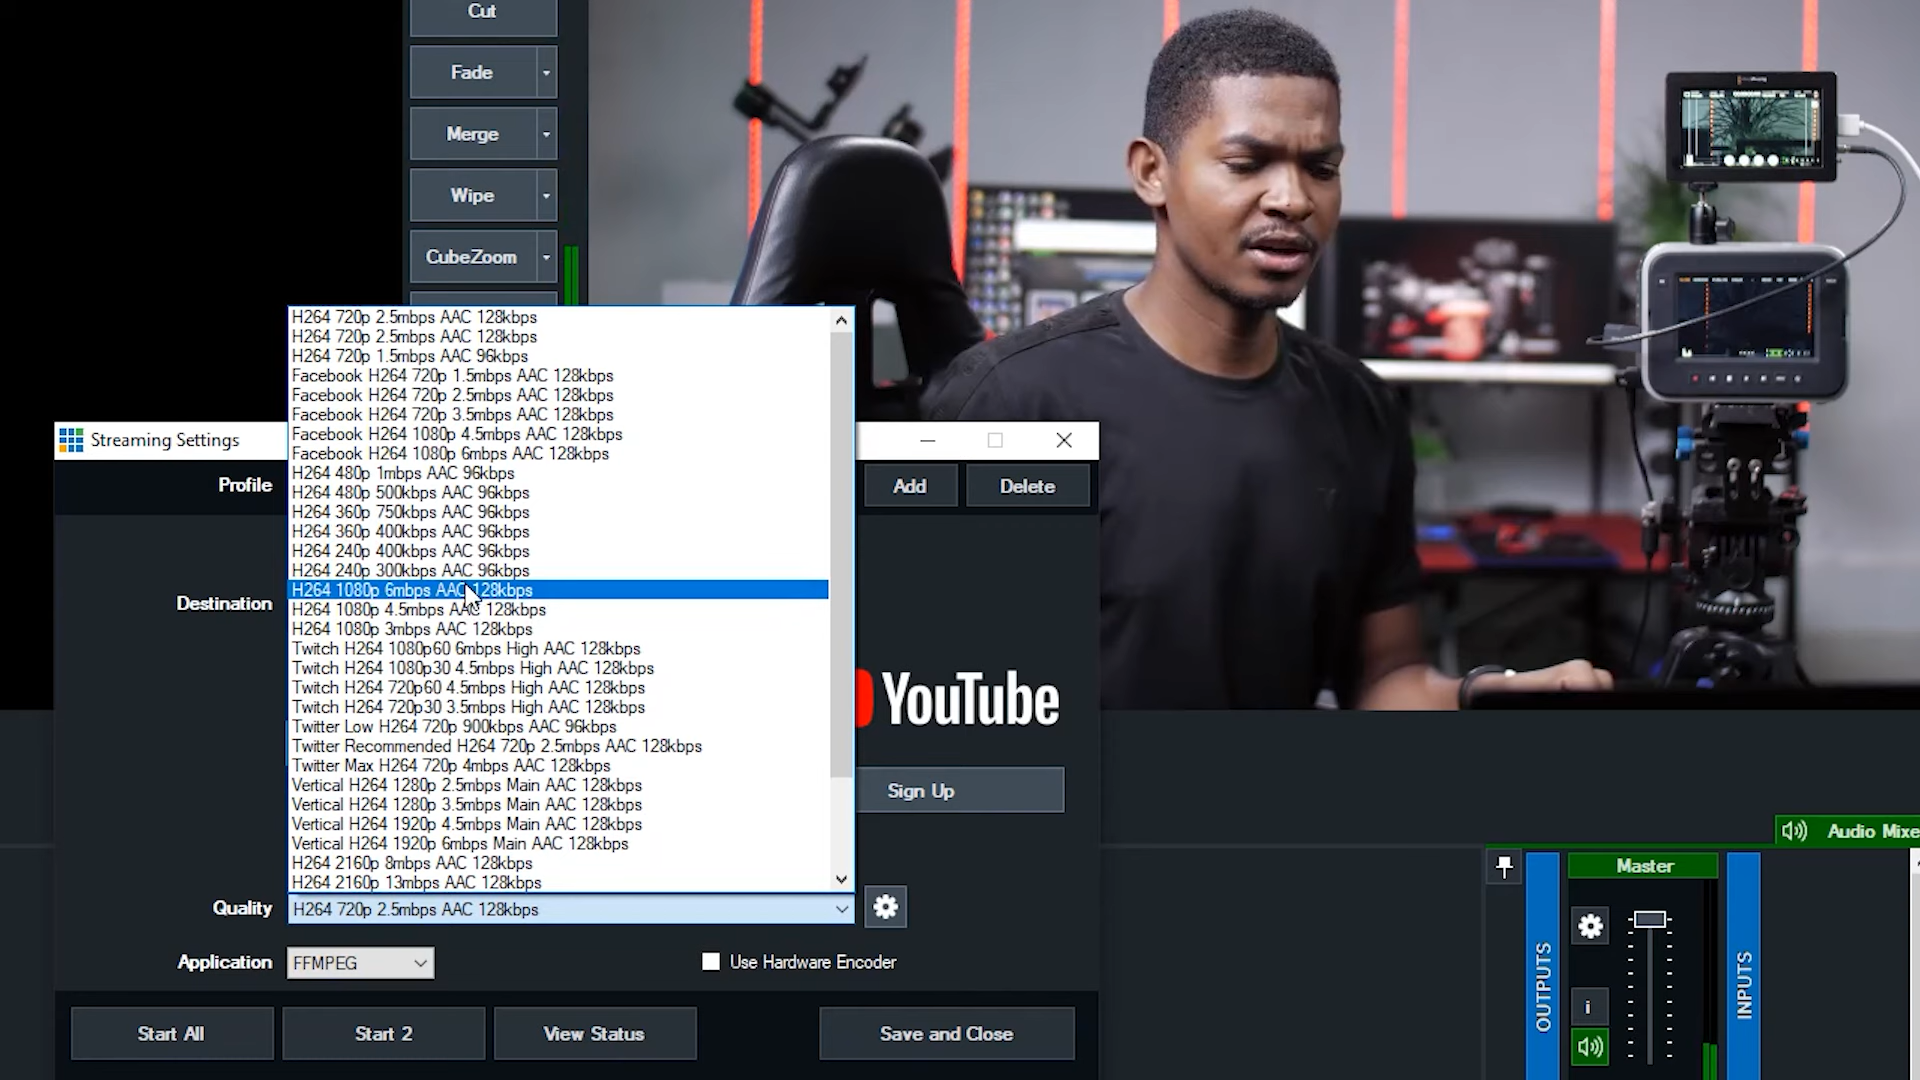 Cut
Fade
Merge
Wipe
CubeZoom
H264 720p 2.5mbps AAC 128kbps
H264 720p 2.5mbps AAC 128kbps
H264 720p 1.5mbps AAC 96kbps
Facebook H264 720p 1.5mbps AAC 128kbps
Facebook H264 720p 2.5mbps AAC 128kbps
Facebook H264 720p 3.5mbps AAC 128kbps
Facebook H264 1080p 4.5mbps AAC 128kbps
Facebook H264 1080p 6mbps AAC 128kbps
H264 480p 1mbps AAC 96kbps
H264 480p 500kbps AAC 96kbps
H264 360p 750kbps AAC 96kbps
H264 360p 400kbps AAC 96kbps
H264 240p 400kbps AAC 96kbps
H264 240p 300kbps AAC 96kbps
H264 1080p 6mbps AAC 128kbps
H264 1080p 4.5mbps AAC 128kbps
H264 1080p 3mbps AAC 128kbps
Twitch H264 1080p60 6mbps High AAC 128kbps
Twitch H264 1080p30 4.5mbps High AAC 128kbps
Twitch H264 720p60 4.5mbps High AAC 128kbps
Twitch H264 720p30 3.5mbps High AAC 128kbps
Twitter Low H264 720p 900kbps AAC 96kbps
Twitter Recommended H264 720p 2.5mbps AAC 128kbps
Twitter Max H264 720p 4mbps AAC 128kbps
Vertical H264 1280p 2.5mbps Main AAC 128kbps
Vertical H264 1280p 3.5mbps Main AAC 128kbps
Vertical H264 1920p 4.5mbps Main AAC 128kbps
Vertical H264 1920p 6mbps Main AAC 128kbps
H264 2160p 8mbps AAC 128kbps
H264 2160p 13mbps AAC 128kbps
Streaming Settings
Profile
Add
Delete
Destination
YouTube
Sign Up
Quality
H264 720p 2.5mbps AAC 128kbps
Application
FFMPEG
Use Hardware Encoder
Start All
Start 2
View Status
Save and Close
Audio Mixe
Master
OUTPUTS
i
INPUTS